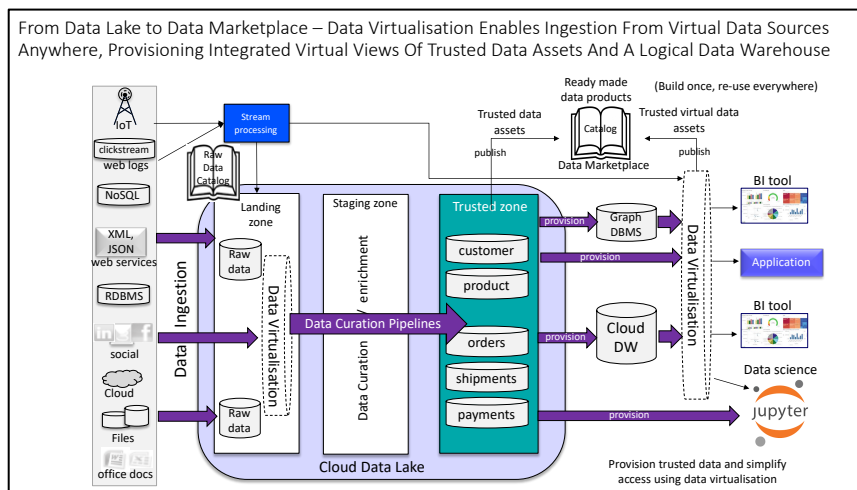 From Data Lake to Data Marketplace – Data Virtualisation Enables Ingestion From Virtual Data Sources
Anywhere, Provisioning Integrated Virtual Views Of Trusted Data Assets And A Logical Data Warehouse
IoT
clickstream
web logs
NoSQL
XML,
JSON
web services
RDBMS
social
Cloud
Files
office docs
Stream
processing
Raw
Data
Catalog
Data Ingestion
Landing
zone
Raw
data
Data Virtualisation
Raw
data
Staging zone
Data Curation / enrichment
Data Curation Pipelines
Trusted zone
customer
product
orders
shipments
payments
Cloud Data Lake
Trusted data
assets
publish
Ready made
data products
Catalog
Data Marketplace
(Build once, re-use everywhere)
Trusted virtual data
assets
publish
provision
Graph
DBMS
provision
provision
Cloud
DW
provision
Data Virtualisation
BI tool
Application
BI tool
Data science
jupyter
Provision trusted data and simplify
access using data virtualisation